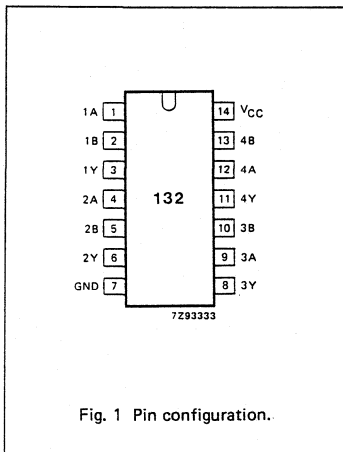 1A 1 14 VCC
1B 2 13 4B
1Y 3 12 4A
2A 4 132 11 4Y
2B 5 10 3B
2Y 6 9 3A
GND 7 8 3Y
7Z93333
Fig. 1 Pin configuration.